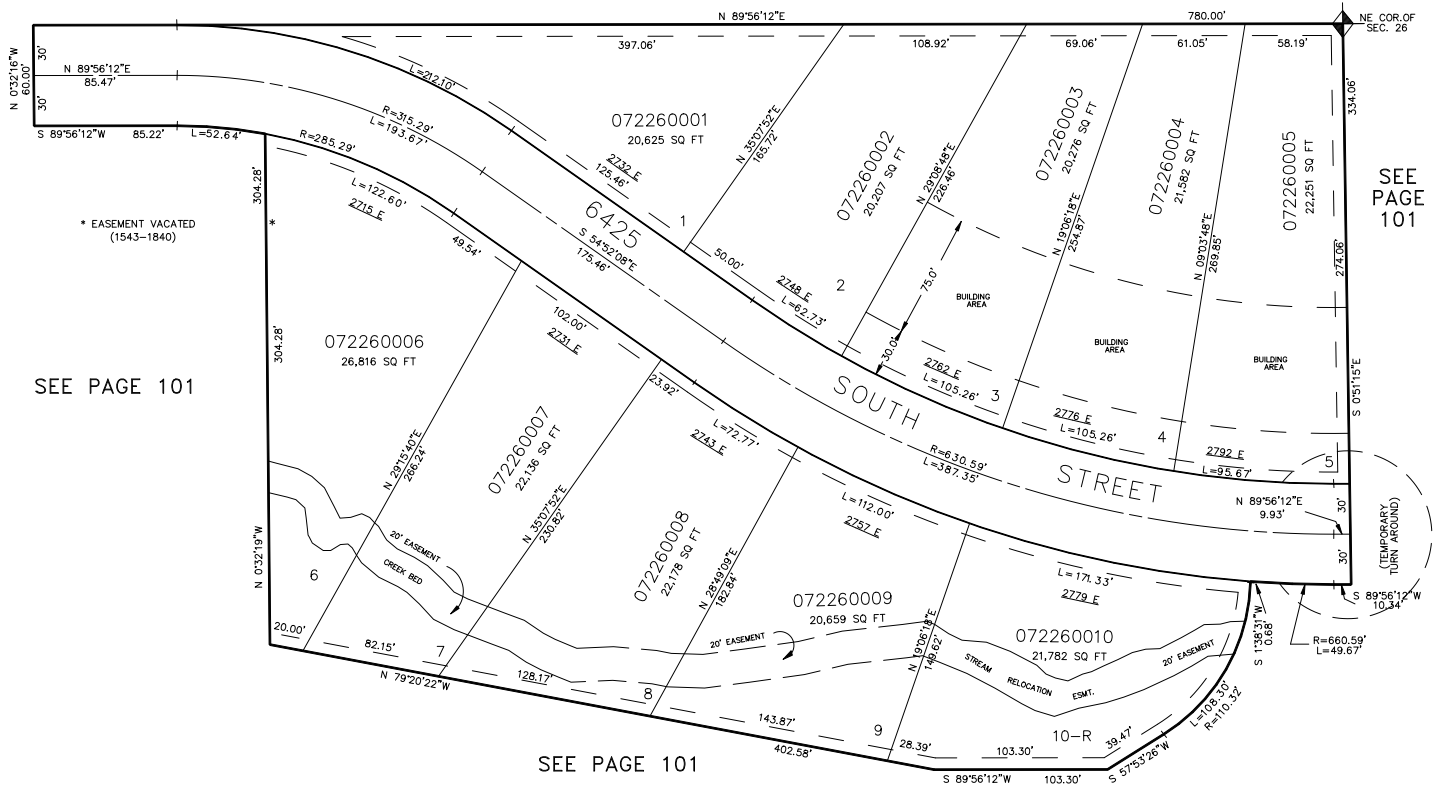 N 89°56'12"E
780.00'
NE COR.OF
SEC. 26
397.06'
108.92'
69.06'
61.05'
58.19'
N 0°32'16"W
60.00'
30'
30'
N 89°56'12"E
85.47'
S 89°56'12"W
85.22'
L=52.64'
L=212.10'
R=315.29'
L=193.67'
R=285.29'
072260001
20,625 SQ FT
2732 E
125.46'
1
N 35°07'52"E
165.72'
072260002
20,207 SQ FT
N 29°08'48"E
226.46'
072260003
20,276 SQ FT
N 19°06'18"E
254.87'
072260004
21,582 SQ FT
N 09°03'48"E
269.85'
072260005
22,251 SQ FT
334.06'
274.06'
S 0°51'15"E
SEE
PAGE
101
304.28'
* EASEMENT VACATED
(1543-1840)
*
L=122.60'
2715 E
49.54'
6425
SOUTH
STREET
S 54°52'08"E
175.46'
50.00'
2748 E
L=62.73'
2
75.0'
30.0'
BUILDING
AREA
BUILDING
AREA
BUILDING
AREA
2762 E
L=105.26'
3
2776 E
L=105.26'
4
2792 E
L=95.67'
5
R=630.59'
L=387.35'
N 89°56'12"E
9.93'
30'
30'
(TEMPORARY
TURN AROUND)
S 89°56'12"W
10.34'
R=660.59'
L=49.67'
S 1°38'31"W
0.68'
304.28'
072260006
26,816 SQ FT
SEE PAGE 101
102.00'
2731 E
23.92'
L=72.77'
2743 E
N 29°15'40"E
266.24'
072260007
22,136 SQ FT
N 35°07'52"E
230.82'
072260008
22,178 SQ FT
N 28°49'09"E
182.84'
L=112.00'
2757 E
072260009
20,659 SQ FT
N 19°06'18"E
149.62'
L=171.33'
2779 E
072260010
21,782 SQ FT
N 0°32'19"W
20' EASEMENT
CREEK BED
20' EASEMENT
STREAM RELOCATION ESMT.
20' EASEMENT
6
20.00'
82.15'
7
N 79°20'22"W
128.17'
8
143.87'
9
402.58'
28.39'
103.30'
10-R
39.47'
L=108.30'
R=110.32'
S 57°53'26"W
S 89°56'12"W
103.30'
SEE PAGE 101